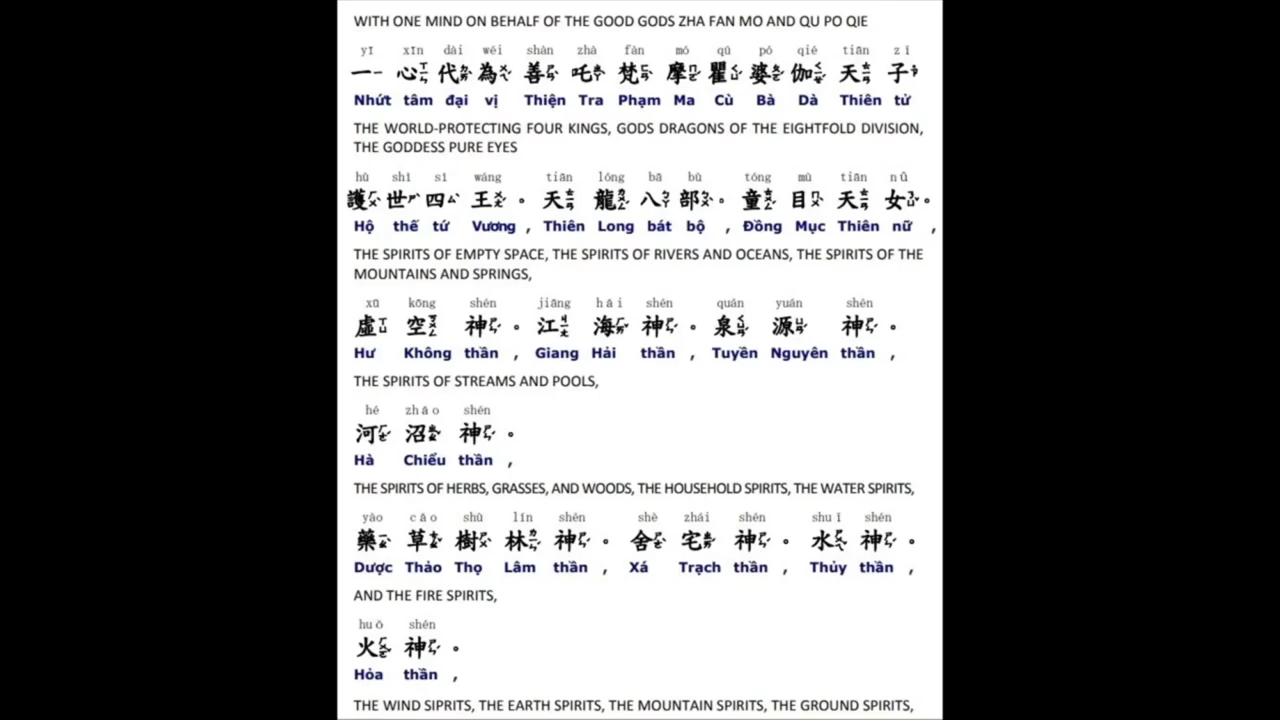 WITH ONE MIND ON BEHALF OF THE GOOD GODS ZHA FAN MO AND QU PO QIE
yī xīn dài wèi shàn zhà fàn mó qú pó qié tiān zǐ
一心代為善吒梵摩瞿婆伽天子
Nhứt tâm đại vị Thiện Tra Phạm Ma Cù Bà Dà Thiên tử
THE WORLD-PROTECTING FOUR KINGS, GODS DRAGONS OF THE EIGHTFOLD DIVISION,
THE GODDESS PURE EYES
hù shì sì wáng tiān lóng bā bù tóng mù tiān nǚ
護世四王。天龍八部。童目天女。
Hộ thế tứ Vương , Thiên Long bát bộ , Đồng Mục Thiên nữ ,
THE SPIRITS OF EMPTY SPACE, THE SPIRITS OF RIVERS AND OCEANS, THE SPIRITS OF THE
MOUNTAINS AND SPRINGS,
xū kōng shén jiāng hǎi shén quán yuán shén
虛空神。江海神。泉源神。
Hư Không thần , Giang Hải thần , Tuyền Nguyên thần ,
THE SPIRITS OF STREAMS AND POOLS,
hé zhǎo shén
河沼神。
Hà Chiểu thần ,
THE SPIRITS OF HERBS, GRASSES, AND WOODS, THE HOUSEHOLD SPIRITS, THE WATER SPIRITS,
yào cǎo shù lín shén shè zhái shén shuǐ shén
藥草樹林神。舍宅神。水神。
Dược Thảo Thọ Lâm thần , Xá Trạch thần , Thủy thần ,
AND THE FIRE SPIRITS,
huǒ shén
火神。
Hỏa thần ,
THE WIND SIPRITS, THE EARTH SPIRITS, THE MOUNTAIN SPIRITS, THE GROUND SPIRITS,